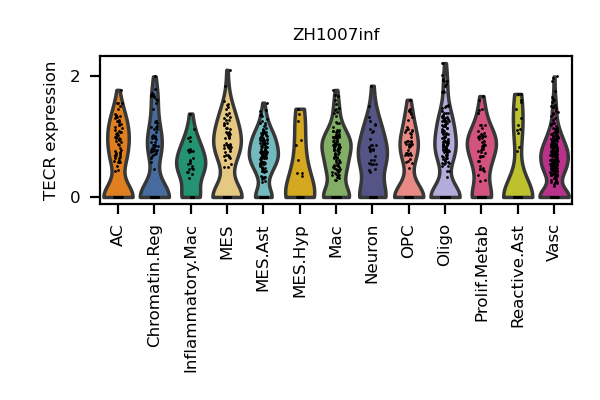 ZH1007inf
TECR expression
2
0
AC
Chromatin.Reg
Inflammatory.Mac
MES
MES.Ast
MES.Hyp
Mac
Neuron
OPC
Oligo
Prolif.Metab
Reactive.Ast
Vasc